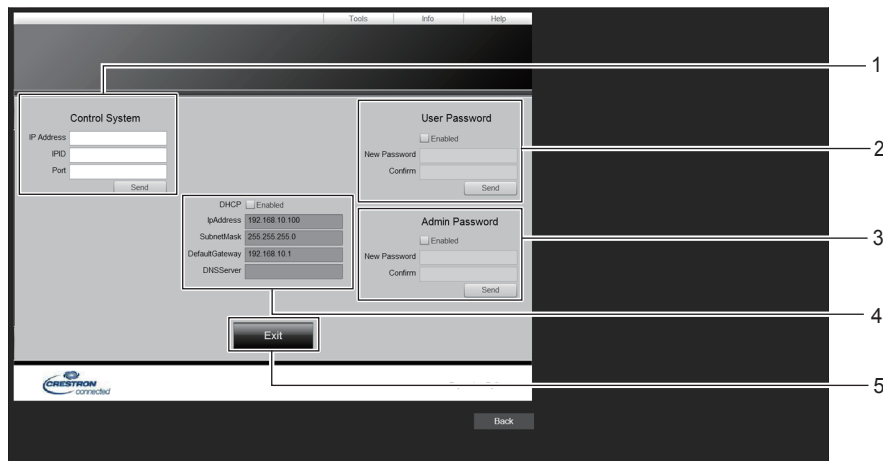 Tools Info Help
1
Control System
IP Address
IPID
Port
Send
User Password
Enabled
New Password
Confirm
Send
2
DHCP Enabled
IpAddress 192.168.10.100
SubnetMask 255.255.255.0
DefaultGateway 192.168.10.1
DNSServer
Admin Password
Enabled
New Password
Confirm
Send
3
4
Exit
CRESTRON
connected
5
Back